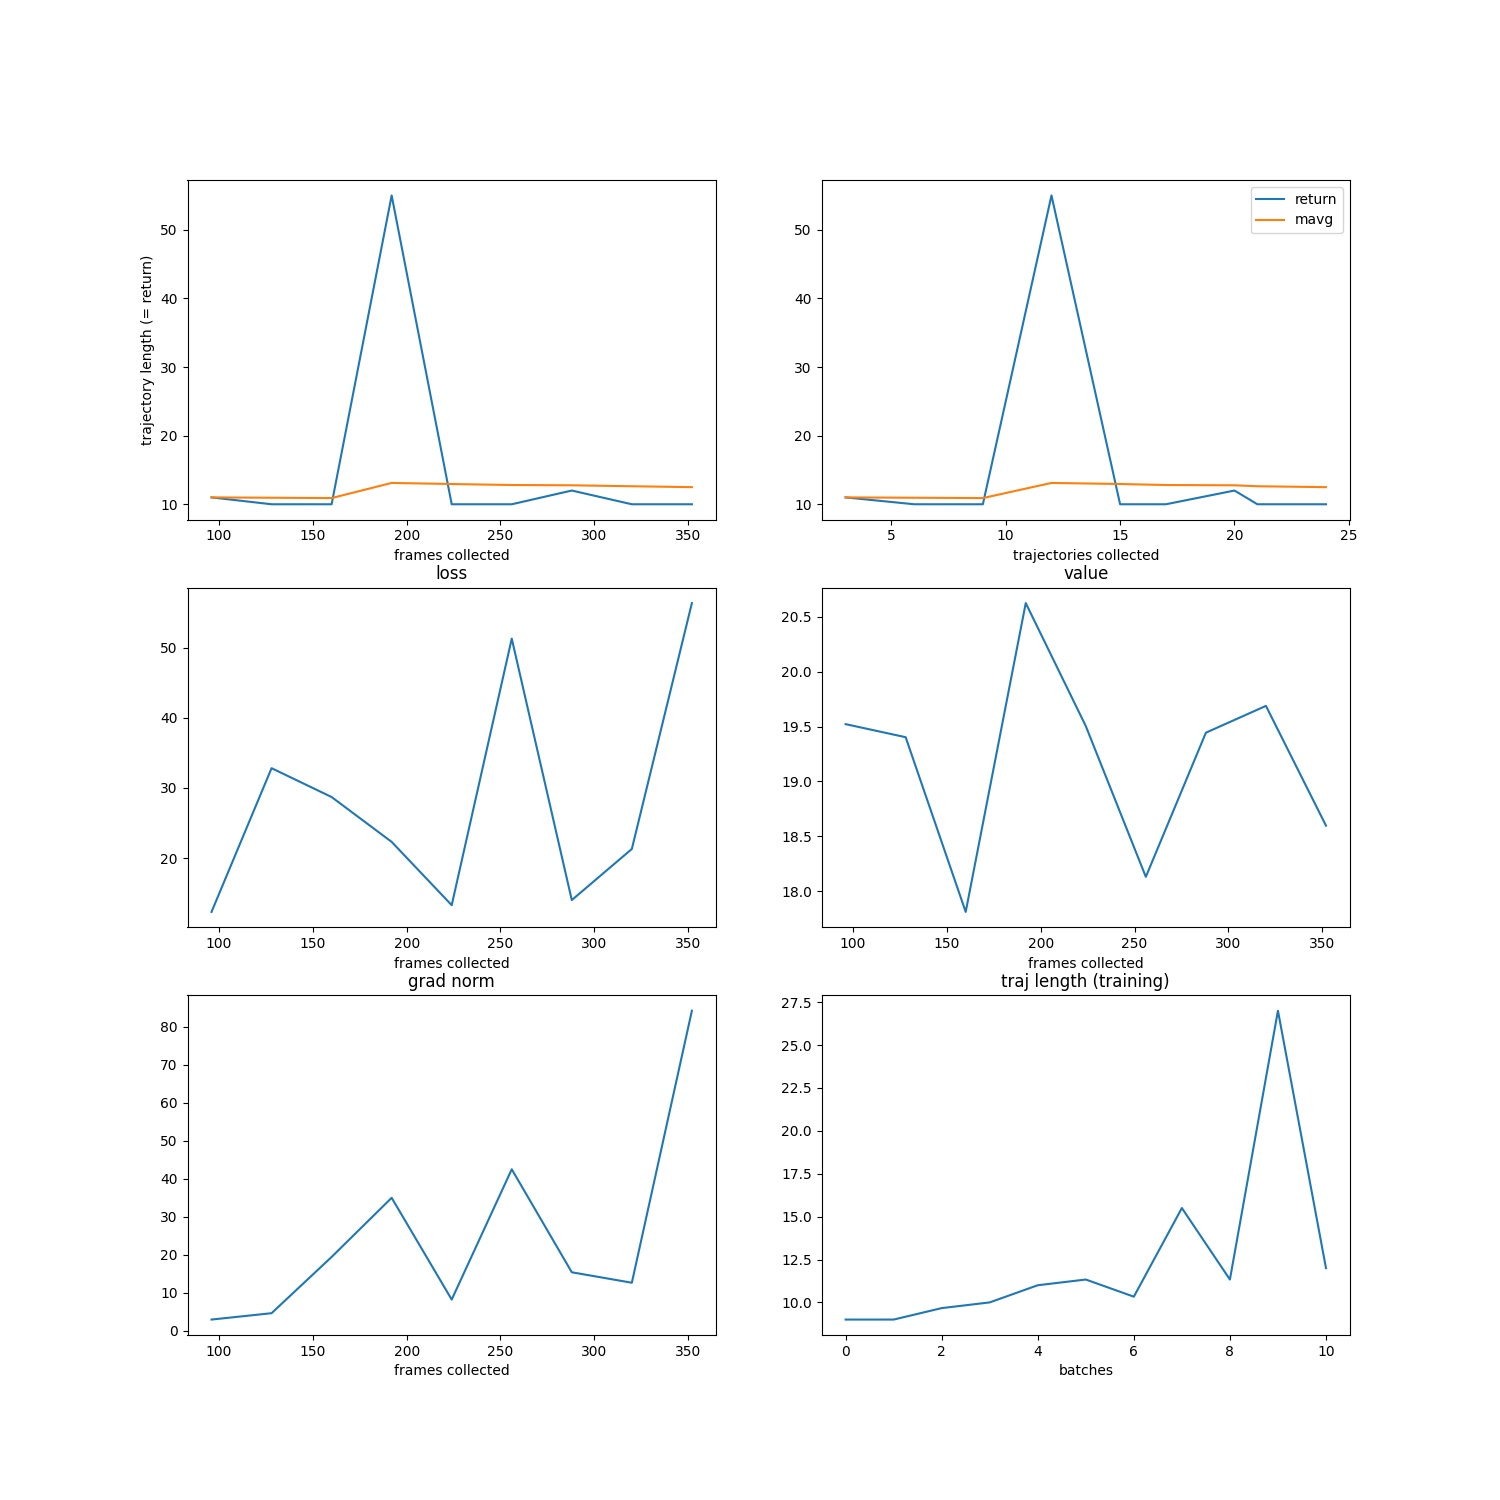 50
40
30
20
10
trajectory length (= return)
100 150 200 250 300 350
frames collected
return
mavg
50
40
30
20
10
5 10 15 20 25
trajectories collected
loss
50
40
30
20
100 150 200 250 300 350
frames collected
value
20.5
20.0
19.5
19.0
18.5
18.0
100 150 200 250 300 350
frames collected
grad norm
80
70
60
50
40
30
20
10
0
100 150 200 250 300 350
frames collected
traj length (training)
27.5
25.0
22.5
20.0
17.5
15.0
12.5
10.0
0 2 4 6 8 10
batches